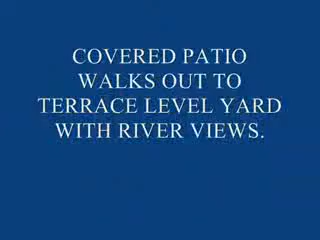 COVERED PATIO
WALKS OUT TO
TERRACE LEVEL YARD
WITH RIVER VIEWS.